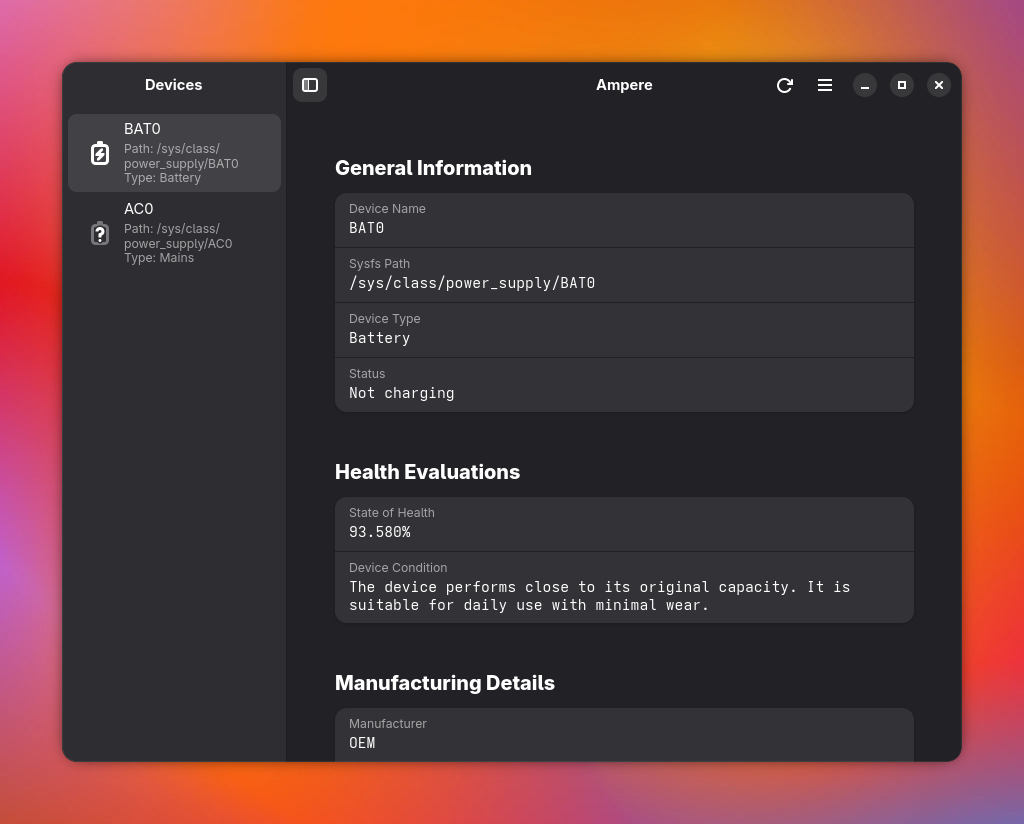 Devices
Ampere
BAT0
Path: /sys/class/
power_supply/BAT0
Type: Battery
AC0
Path: /sys/class/
power_supply/AC0
Type: Mains
General Information
Device Name
BAT0
Sysfs Path
/sys/class/power_supply/BAT0
Device Type
Battery
Status
Not charging
Health Evaluations
State of Health
93.580%
Device Condition
The device performs close to its original capacity. It is
suitable for daily use with minimal wear.
Manufacturing Details
Manufacturer
OEM